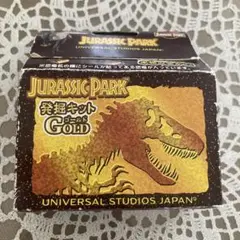 JURASSIC PARK
UNIVERSAL STUDIOS JAPAN
JURASSIC PARK
発掘キット
ゴールド
GOLD
UNIVERSAL STUDIOS JAPAN®